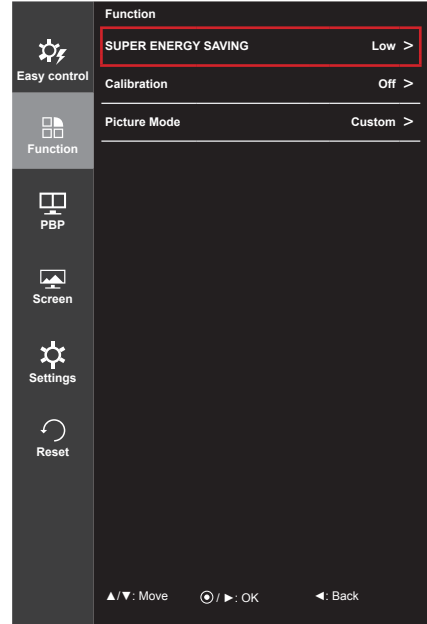 Function
SUPER ENERGY SAVING Low >
Easy control
Calibration Off >
Picture Mode Custom >
Function
PBP
Screen
Settings
Reset
▲/▼: Move ◉ / ►: OK ◄: Back